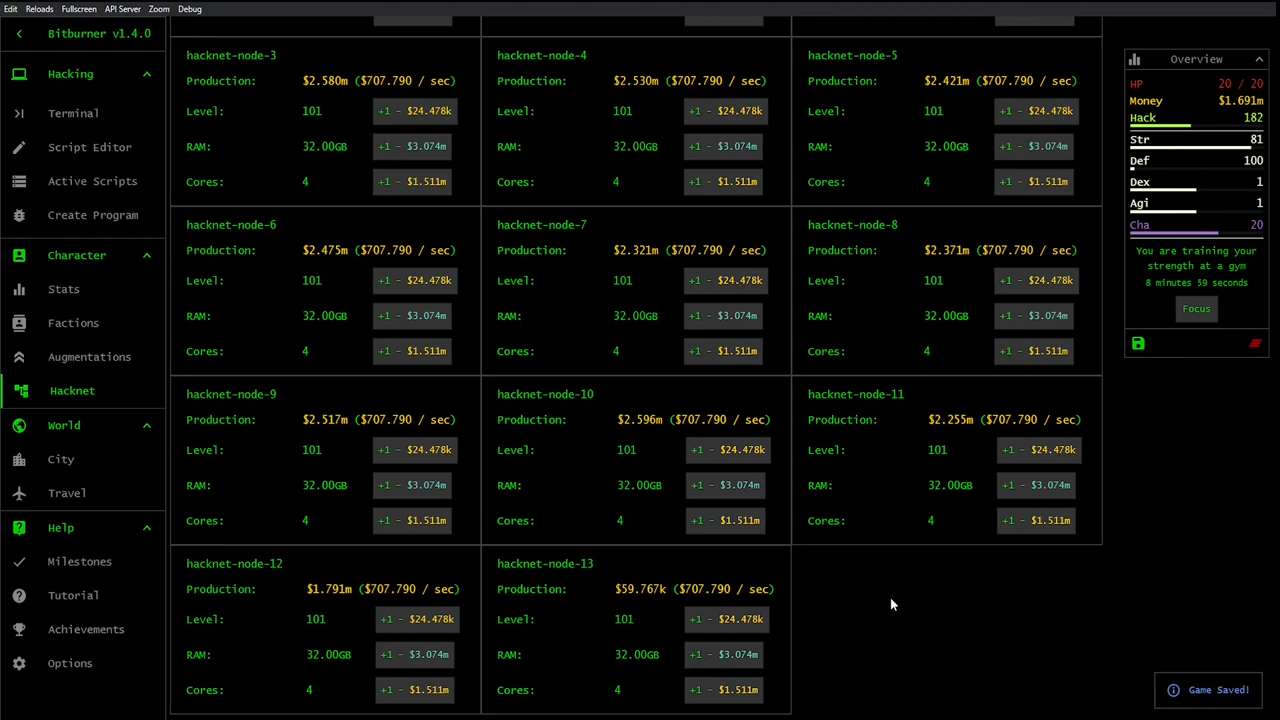 Edit Reloads Fullscreen API Server Zoom Debug
Bitburner v1.4.0
Hacking
Terminal
Script Editor
Active Scripts
Create Program
Character
Stats
Factions
Augmentations
Hacknet
World
City
Travel
Help
Milestones
Tutorial
Achievements
Options
hacknet-node-3
Production: $2.580m ($707.790 / sec)
Level: 101 +1 - $24.478k
RAM: 32.00GB +1 - $3.074m
Cores: 4 +1 - $1.511m
hacknet-node-4
Production: $2.530m ($707.790 / sec)
Level: 101 +1 - $24.478k
RAM: 32.00GB +1 - $3.074m
Cores: 4 +1 - $1.511m
hacknet-node-5
Production: $2.421m ($707.790 / sec)
Level: 101 +1 - $24.478k
RAM: 32.00GB +1 - $3.074m
Cores: 4 +1 - $1.511m
hacknet-node-6
Production: $2.475m ($707.790 / sec)
Level: 101 +1 - $24.478k
RAM: 32.00GB +1 - $3.074m
Cores: 4 +1 - $1.511m
hacknet-node-7
Production: $2.321m ($707.790 / sec)
Level: 101 +1 - $24.478k
RAM: 32.00GB +1 - $3.074m
Cores: 4 +1 - $1.511m
hacknet-node-8
Production: $2.371m ($707.790 / sec)
Level: 101 +1 - $24.478k
RAM: 32.00GB +1 - $3.074m
Cores: 4 +1 - $1.511m
hacknet-node-9
Production: $2.517m ($707.790 / sec)
Level: 101 +1 - $24.478k
RAM: 32.00GB +1 - $3.074m
Cores: 4 +1 - $1.511m
hacknet-node-10
Production: $2.596m ($707.790 / sec)
Level: 101 +1 - $24.478k
RAM: 32.00GB +1 - $3.074m
Cores: 4 +1 - $1.511m
hacknet-node-11
Production: $2.255m ($707.790 / sec)
Level: 101 +1 - $24.478k
RAM: 32.00GB +1 - $3.074m
Cores: 4 +1 - $1.511m
hacknet-node-12
Production: $1.791m ($707.790 / sec)
Level: 101 +1 - $24.478k
RAM: 32.00GB +1 - $3.074m
Cores: 4 +1 - $1.511m
hacknet-node-13
Production: $59.767k ($707.790 / sec)
Level: 101 +1 - $24.478k
RAM: 32.00GB +1 - $3.074m
Cores: 4 +1 - $1.511m
Overview
HP 20 / 20
Money $1.691m
Hack 182
Str 81
Def 100
Dex 1
Agi 1
Cha 20
You are training your
strength at a gym
8 minutes 59 seconds
Focus
Game Saved!